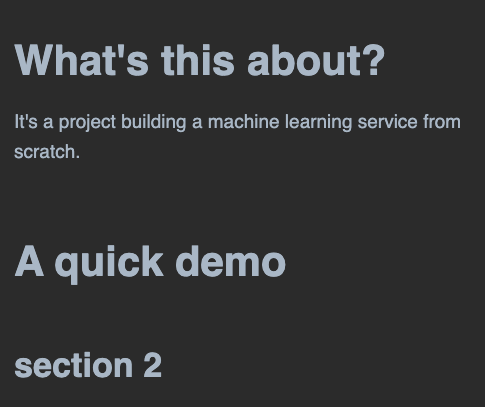 What's this about?
It's a project building a machine learning service from
scratch.
A quick demo
section 2